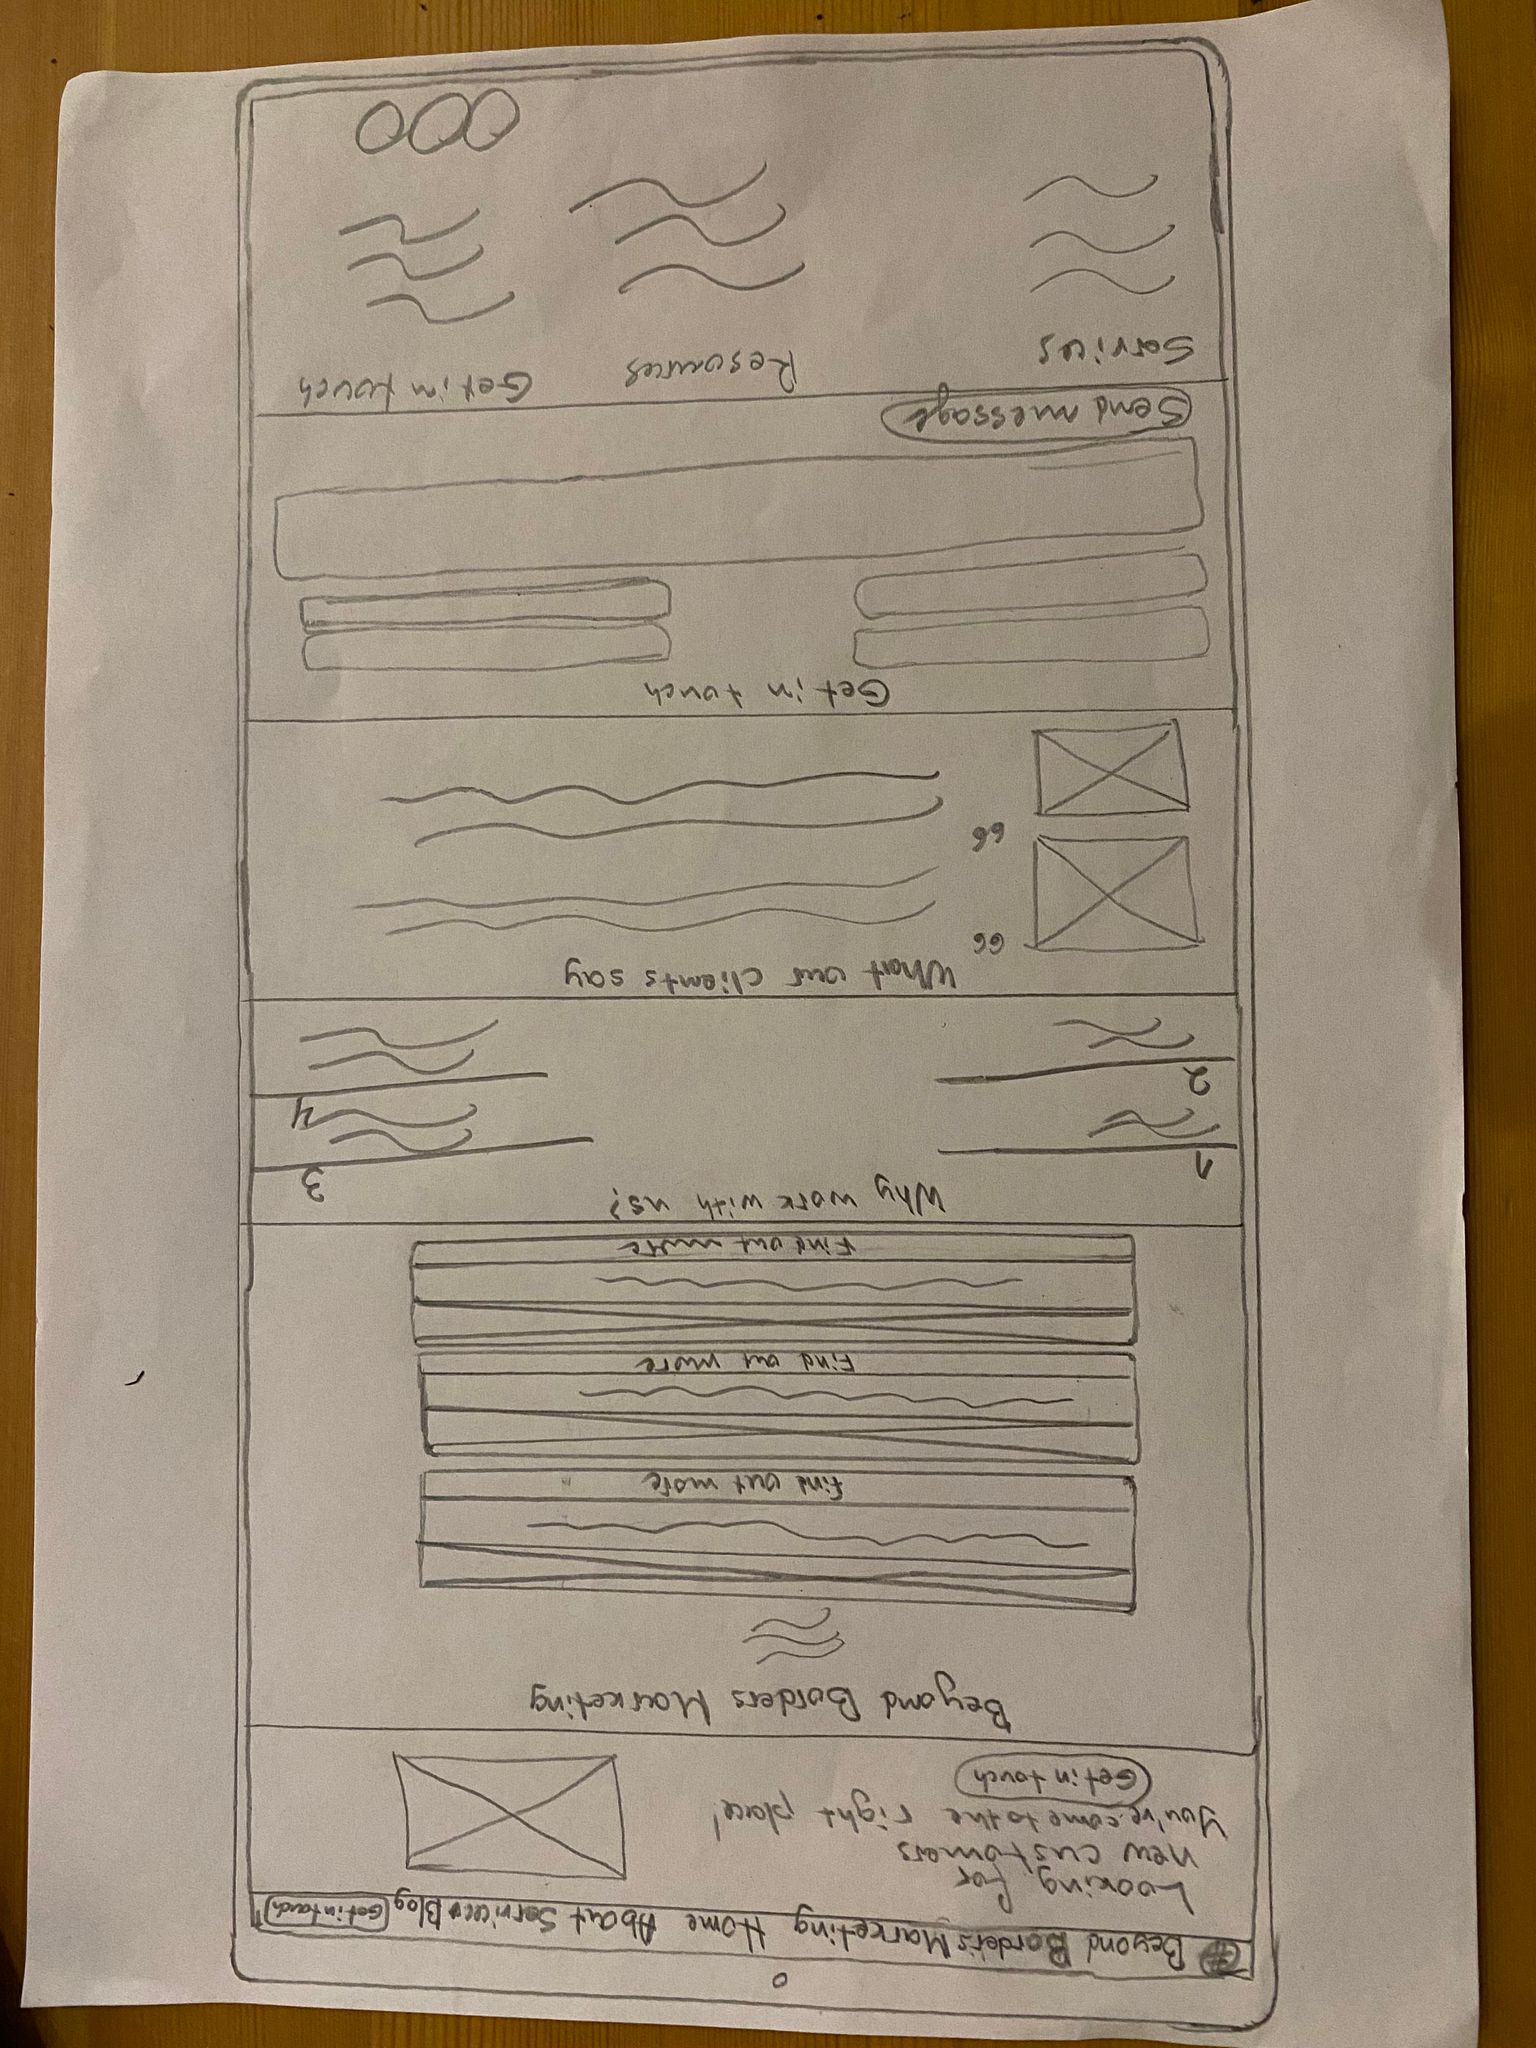 Beyond Borders Marketing Home About Services Blog Get in touch
Looking for
new customers
You've come to the right place!
Get in touch
Beyond Borders Marketing
Find out more
Find out more
Find out more
Why work with us?
1
3
2
4
What our clients say
66
66
Get in touch
Send message
Services
Resources
Get in touch